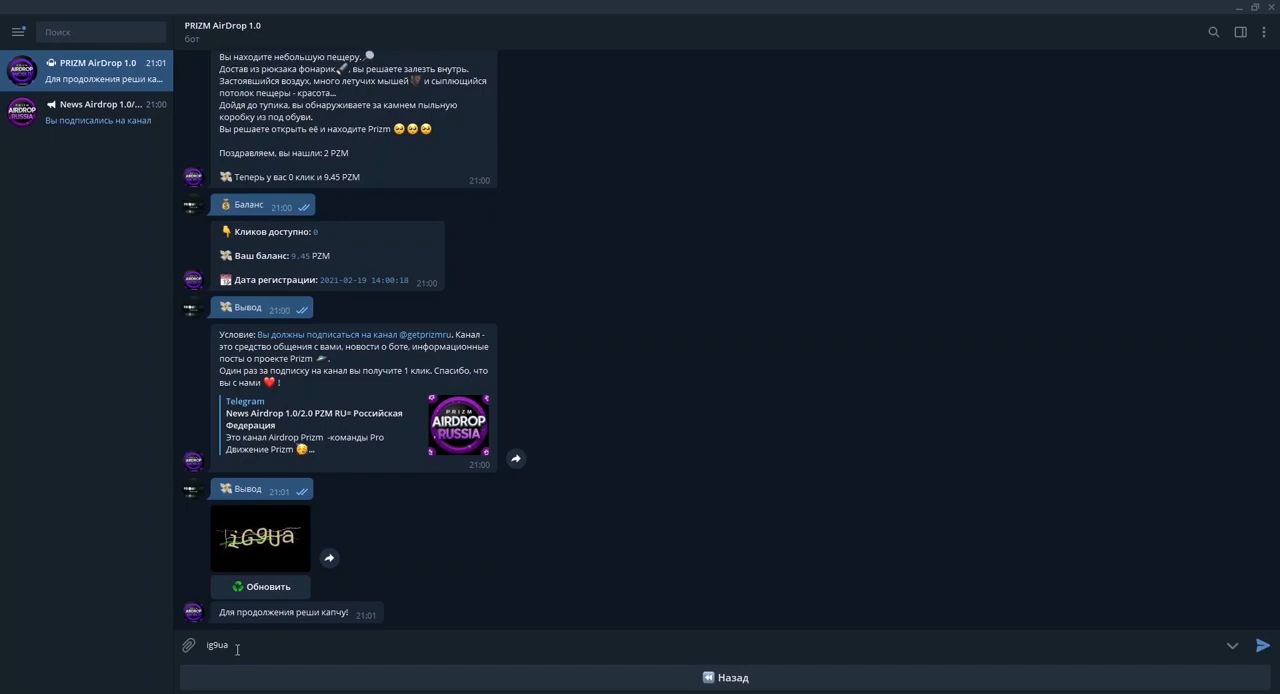 Поиск
PRIZM AirDrop 1.0
бот
PRIZM AirDrop 1.0 21:01
Для продолжения реши ка...
News Airdrop 1.0/... 21:00
Вы подписались на канал
Вы находите небольшую пещеру.
Достав из рюкзака фонарик, вы решаете залезть внутрь.
Застоявшийся воздух, много летучих мышей и сыплющийся
потолок пещеры - красота...
Дойдя до тупика, вы обнаруживаете за камнем пыльную
коробку из под обуви.
Вы решаете открыть её и находите Prizm 🥺🥺🥺
Поздравляем, вы нашли: 2 PZM
💸 Теперь у вас 0 клик и 9.45 PZM
21:00
💰 Баланс 21:00
👇 Кликов доступно: 0
💸 Ваш баланс: 9.45 PZM
📆 Дата регистрации: 2021-02-19 14:00:18 21:00
💸 Вывод 21:00
Условие: Вы должны подписаться на канал @getprizmru. Канал -
это средство общения с вами, новости о боте, информационные
посты о проекте Prizm
Один раз за подписку на канал вы получите 1 клик. Спасибо, что
вы с нами ❤️ !
Telegram
News Airdrop 1.0/2.0 PZM RU= Российская
Федерация
Это канал Airdrop Prizm -команды Pro
Движение Prizm 🥳...
PRIZM
AIRDROP
RUSSIA
21:00
💸 Вывод 21:01
iG9Ua
♻️ Обновить
Для продолжения реши капчу! 21:01
ig9ua
⏪ Назад